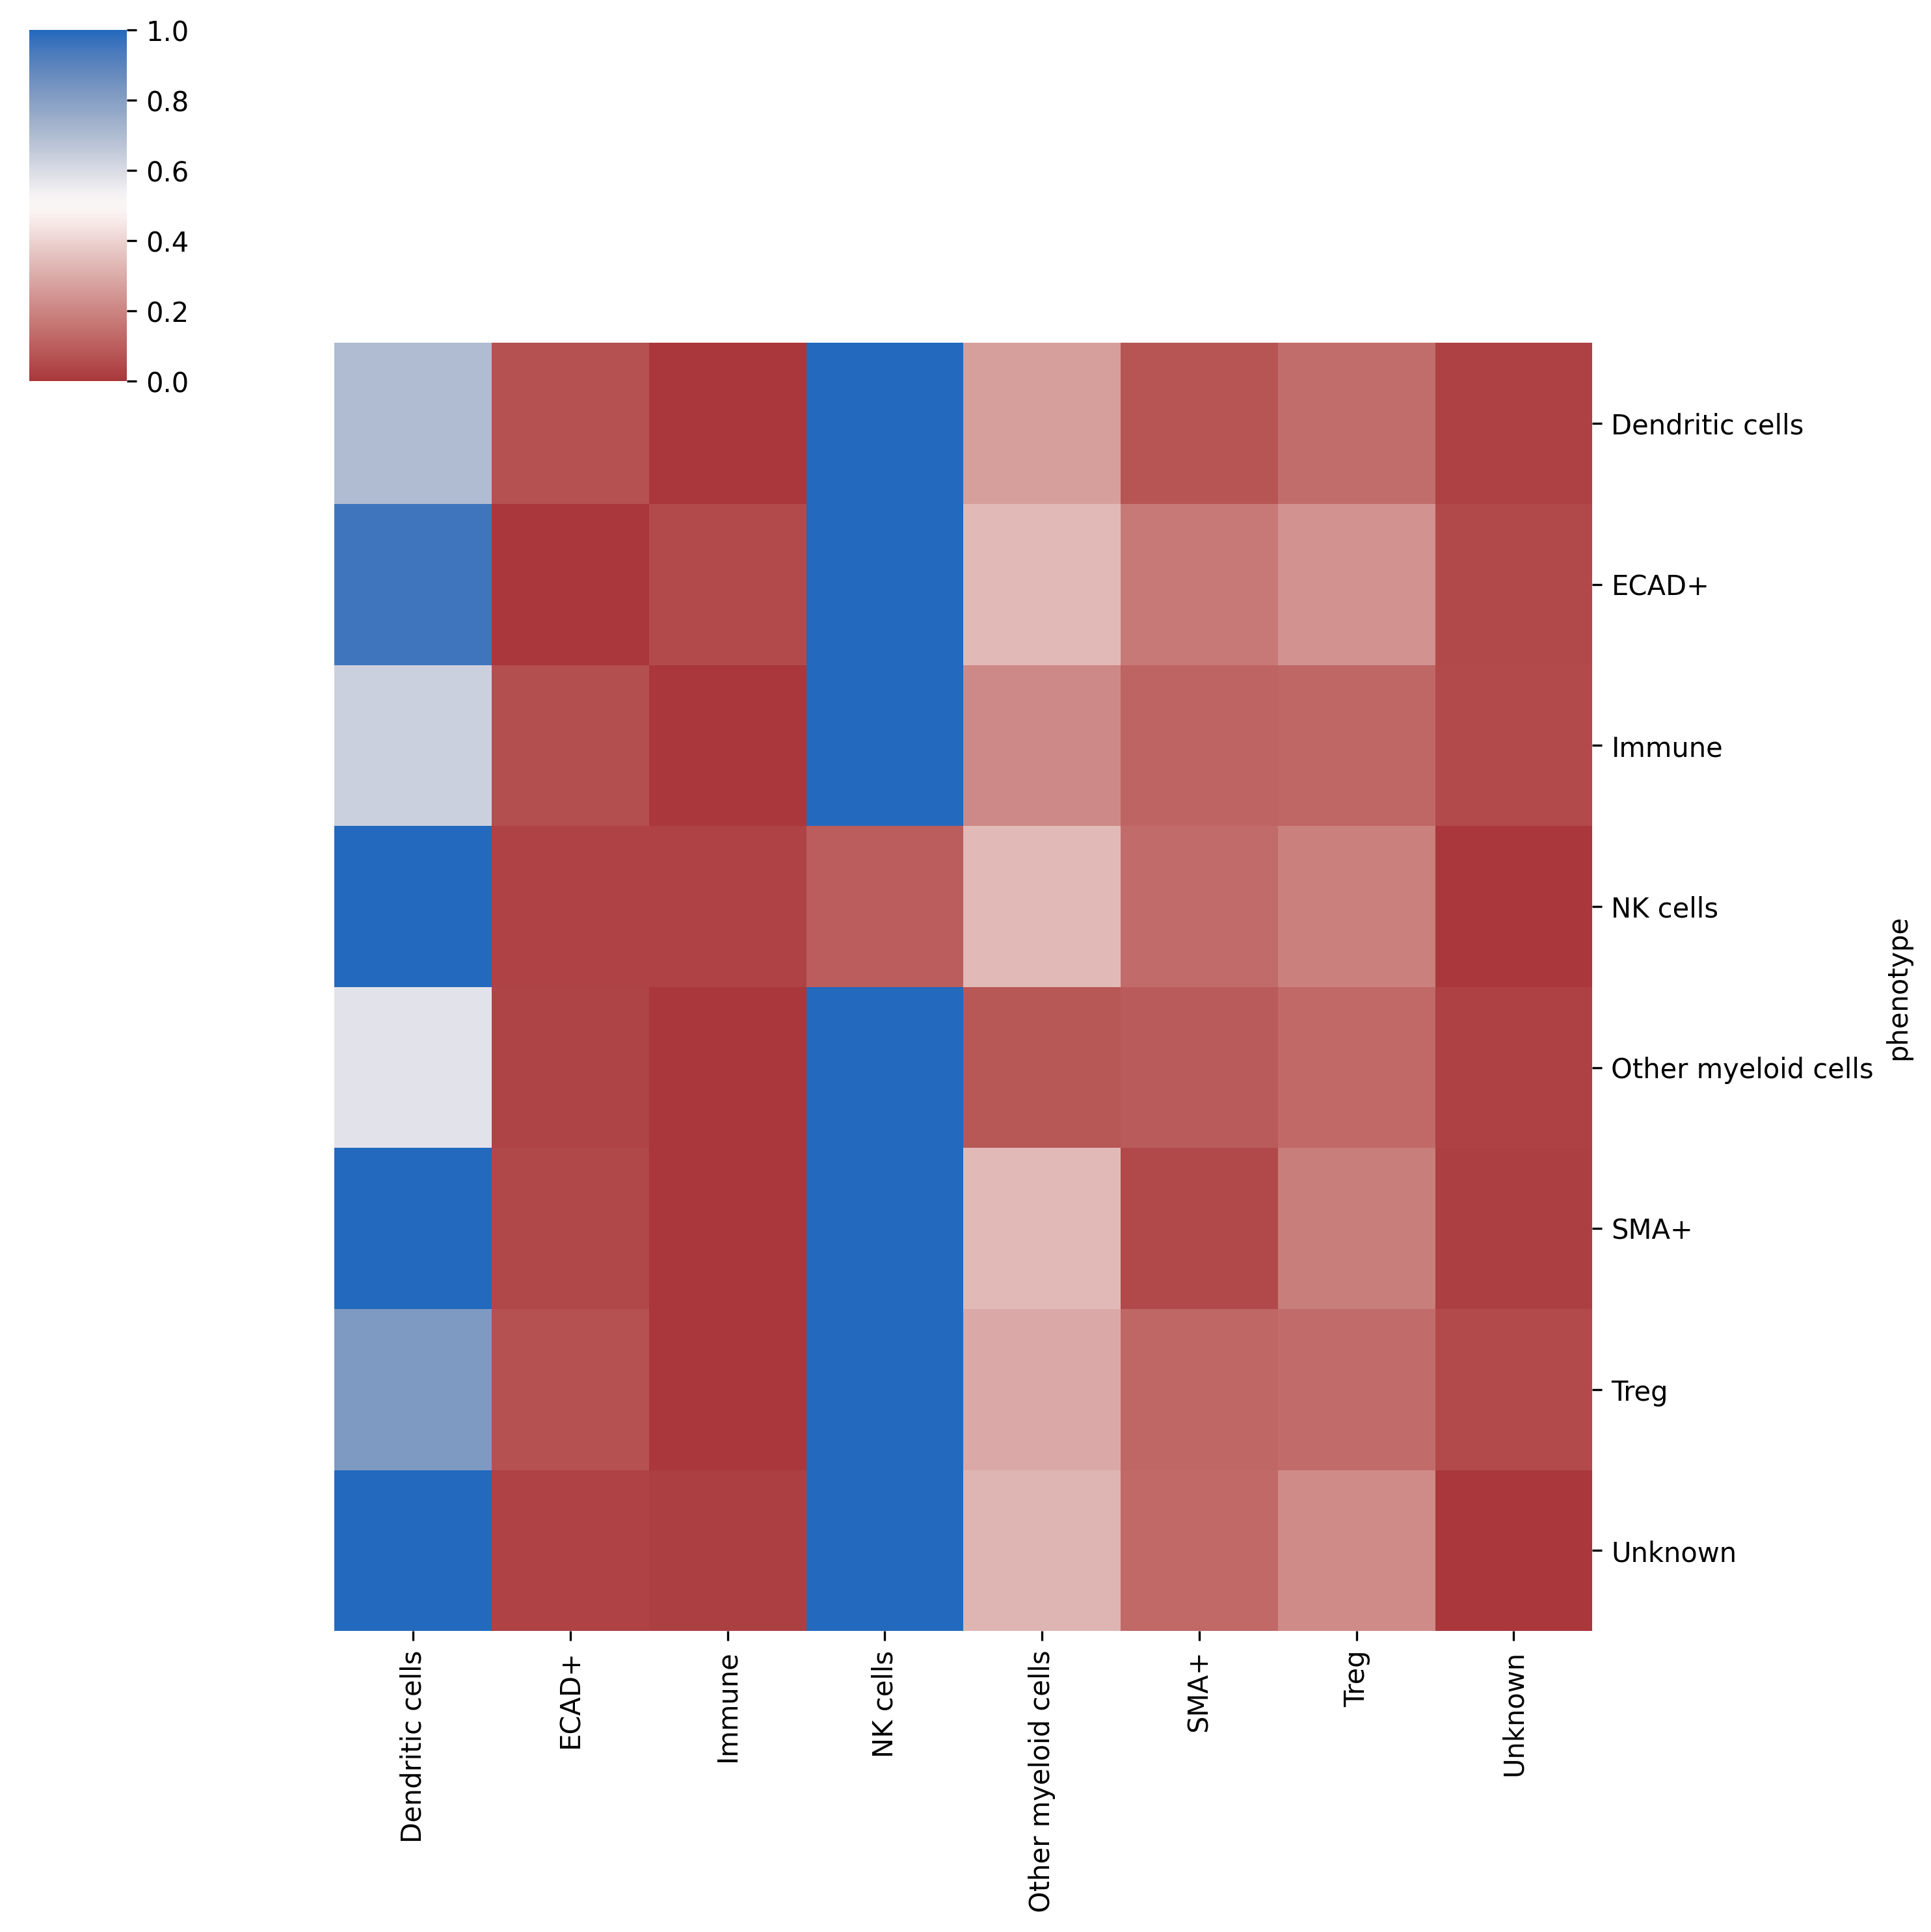 1.0
0.8
0.6
0.4
0.2
0.0
Dendritic cells
ECAD+
Immune
NK cells
Other myeloid cells
SMA+
Treg
Unknown
phenotype
Dendritic cells
ECAD+
Immune
NK cells
Other myeloid cells
SMA+
Treg
Unknown